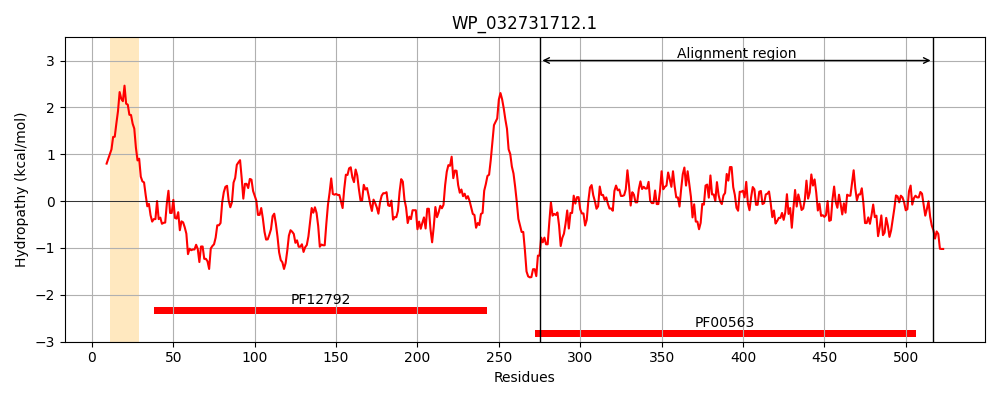 WP_032731712.1
Alignment region
Hydropathy (kcal/mol)
3
2
1
0
−1
−2
−3
PF12792
PF00563
0 50 100 150 200 250 300 350 400 450 500
Residues